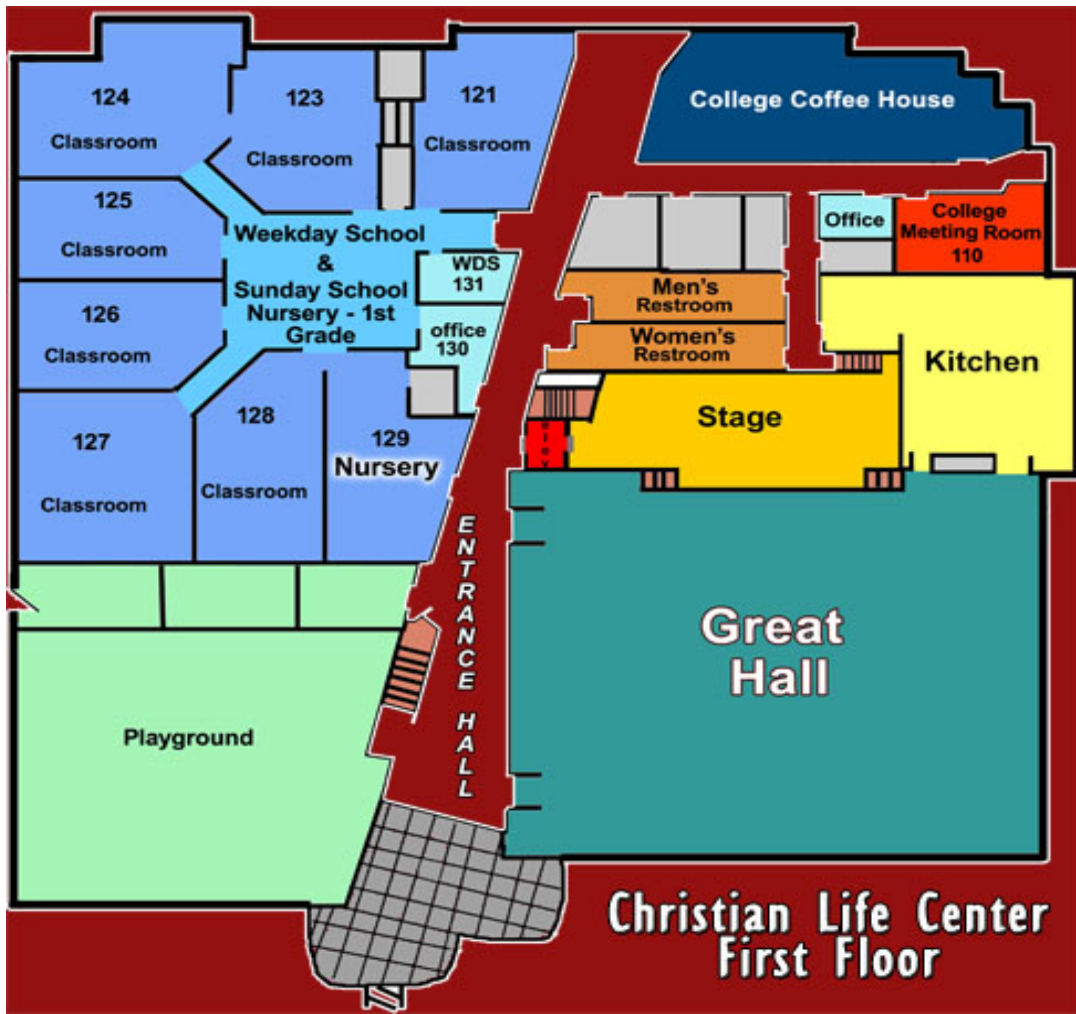 124
Classroom
123
Classroom
121
Classroom
College Coffee House
125
Classroom
Weekday School
&
Sunday School
Nursery - 1st
Grade
WDS
131
office
130
Office
College
Meeting Room
110
Men's
Restroom
Women's
Restroom
126
Classroom
Kitchen
Stage
127
Classroom
128
Classroom
129
Nursery
ENTRANCE HALL
Great
Hall
Playground
Christian Life Center
First Floor